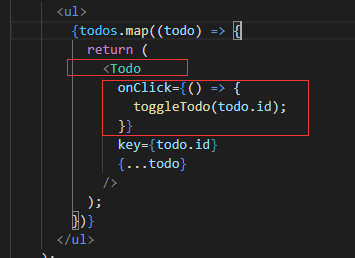 <ul>
{todos.map((todo) => {
return (
<Todo
onClick={() => {
toggleTodo(todo.id);
}}
key={todo.id}
{...todo}
/>
);
})}
</ul>
);